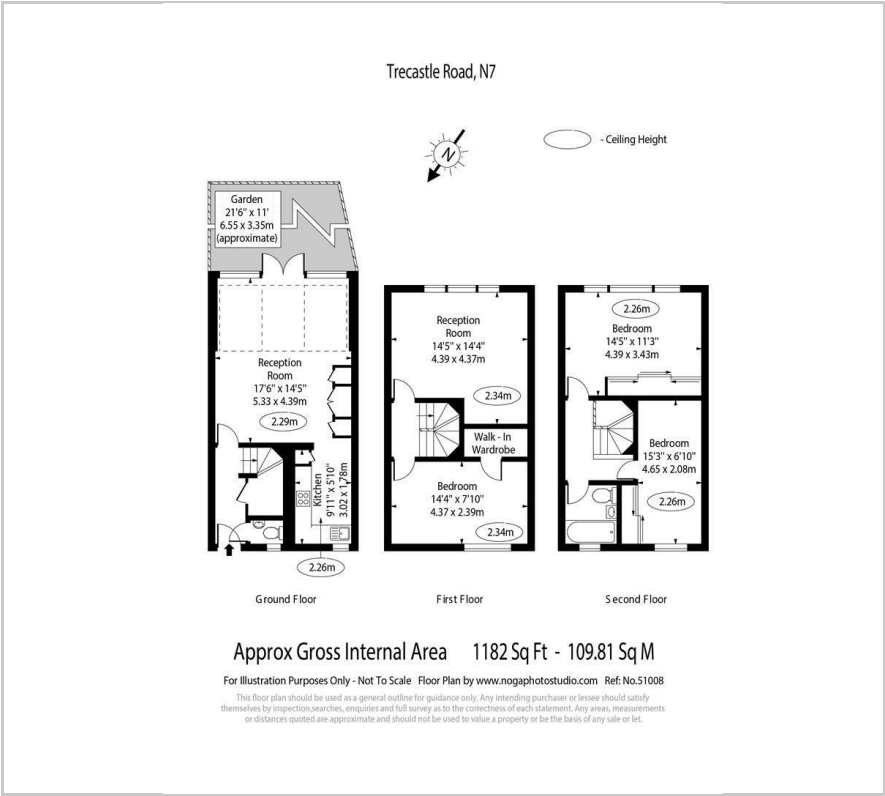 Trecastle Road, N7
N
- Ceiling Height
Garden
21'6" x 11'
6.55 x 3.35m
(approximate)
N
Reception
Room
17'6" x 14'5"
5.33 x 4.39m
2.29m
Kitchen
9'11" x 5'10"
3.02 x 1.78m
2.26m
Ground Floor
Reception
Room
14'5" x 14'4"
4.39 x 4.37m
2.34m
Walk - In
Wardrobe
Bedroom
14'4" x 7'10"
4.37 x 2.39m
2.34m
First Floor
2.26m
Bedroom
14'5" x 11'3"
4.39 x 3.43m
Bedroom
15'3" x 6'10"
4.65 x 2.08m
2.26m
Second Floor
Approx Gross Internal Area 1182 Sq Ft - 109.81 Sq M
For Illustration Purposes Only - Not To Scale Floor Plan by www.nogaphotostudio.com Ref: No.51008
This floor plan should be used as a general outline for guidance only. Any intending purchaser or lessee should satisfy
themselves by inspection,searches, enquiries and full survey as to the correctness of each statement. Any areas, measurements
or distances quoted are approximate and should not be used to value a property or be the basis of any sale or let.